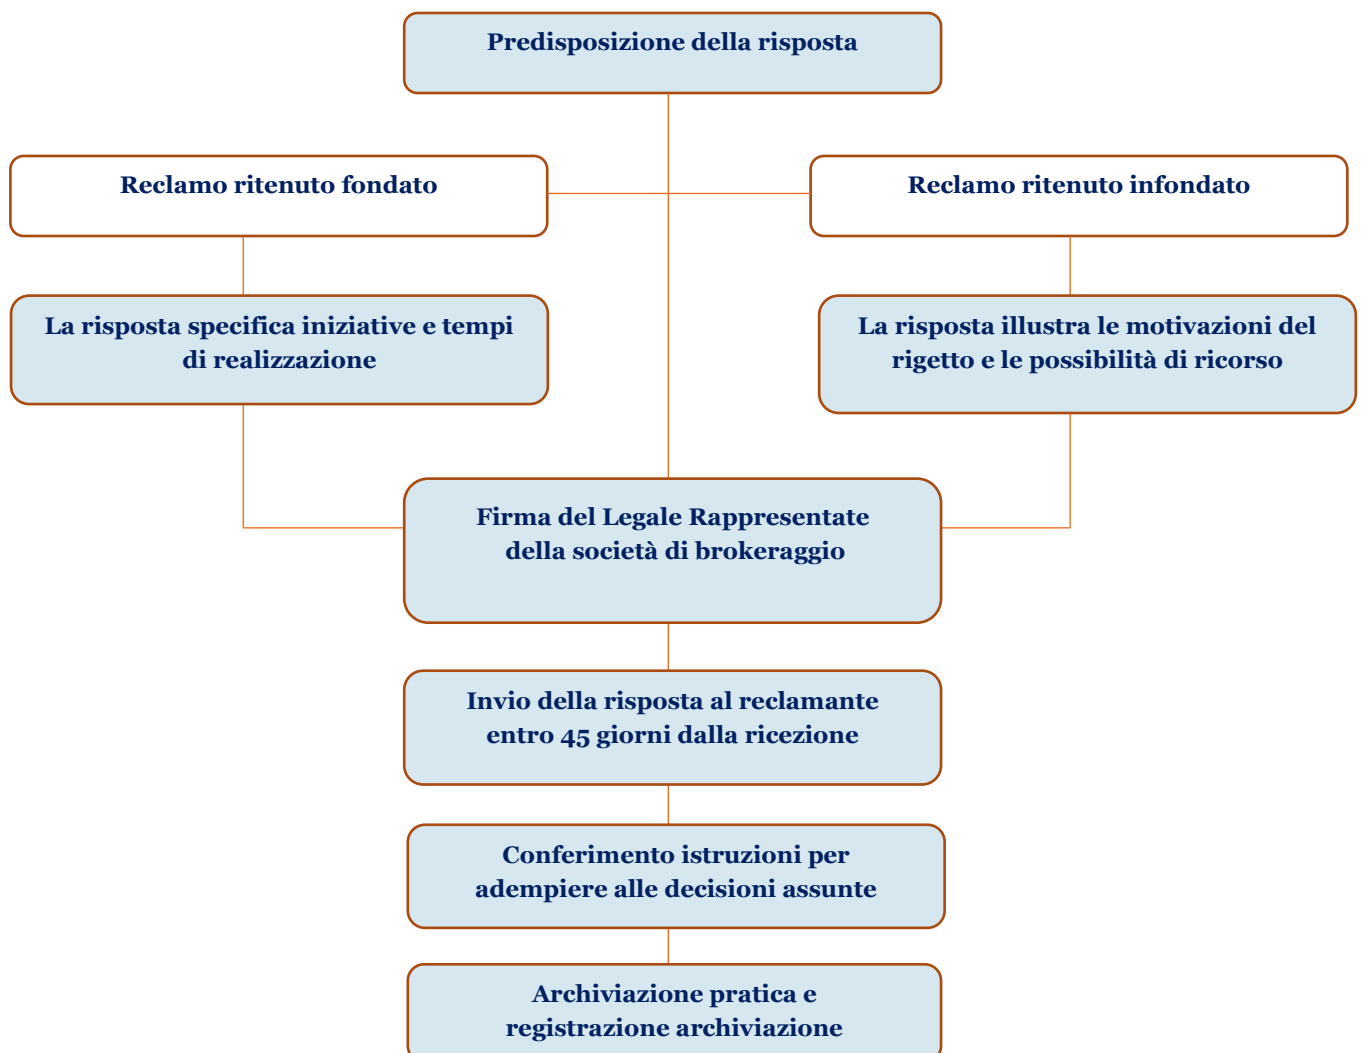 Predisposizione della risposta
Reclamo ritenuto fondato
Reclamo ritenuto infondato
La risposta specifica iniziative e tempi
di realizzazione
La risposta illustra le motivazioni del
rigetto e le possibilità di ricorso
Firma del Legale Rappresentate
della società di brokeraggio
Invio della risposta al reclamante
entro 45 giorni dalla ricezione
Conferimento istruzioni per
adempiere alle decisioni assunte
Archiviazione pratica e
registrazione archiviazione